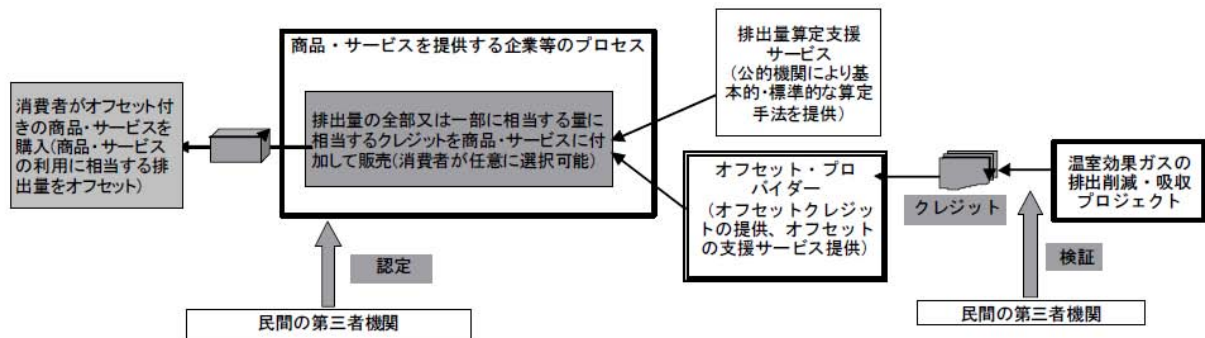 消費者がオフセット付
きの商品・サービスを
購入(商品・サービス
の利用に相当する排
出量をオフセット)
商品・サービスを提供する企業等のプロセス
排出量の全部又は一部に相当する量に
相当するクレジットを商品・サービスに付
加して販売(消費者が任意に選択可能)
認定
民間の第三者機関
排出量算定支援
サービス
(公的機関により基
本的・標準的な算定
手法を提供)
オフセット・プロ
バイダー
(オフセットクレジッ
トの提供、オフセット
の支援サービス提供)
クレジット
温室効果ガスの
排出削減・吸収
プロジェクト
検証
民間の第三者機関